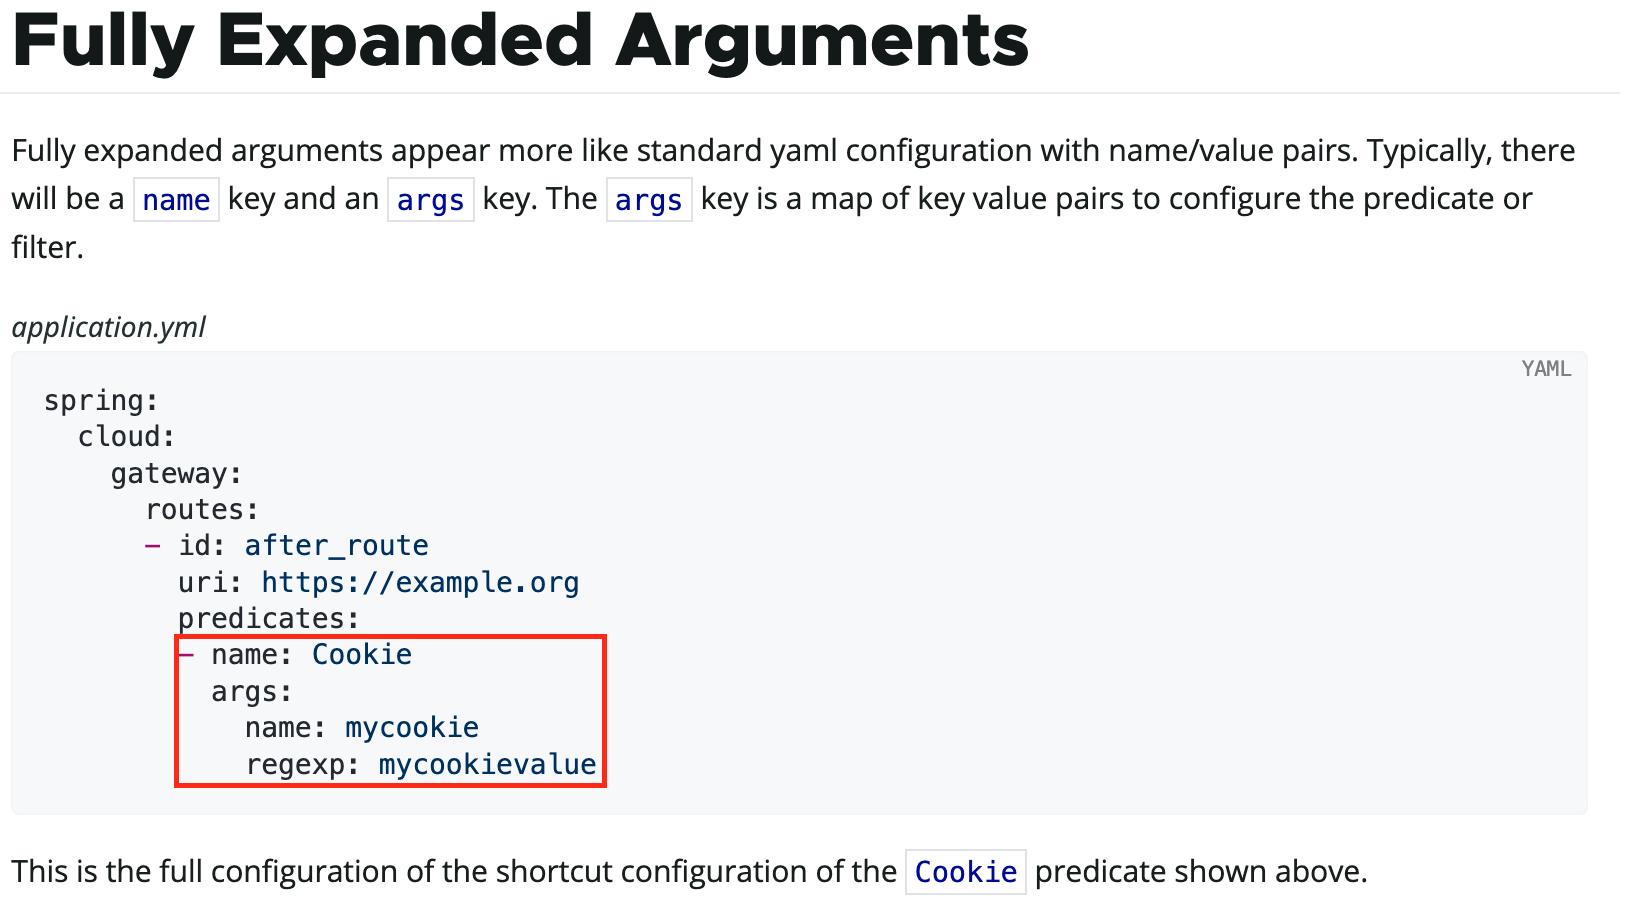 Fully Expanded Arguments
Fully expanded arguments appear more like standard yaml configuration with name/value pairs. Typically, there
will be a name key and an args key. The args key is a map of key value pairs to configure the predicate or
filter.
application.yml
YAML
spring:
  cloud:
    gateway:
      routes:
      - id: after_route
        uri: https://example.org
        predicates:
        - name: Cookie
          args:
            name: mycookie
            regexp: mycookievalue
This is the full configuration of the shortcut configuration of the Cookie predicate shown above.